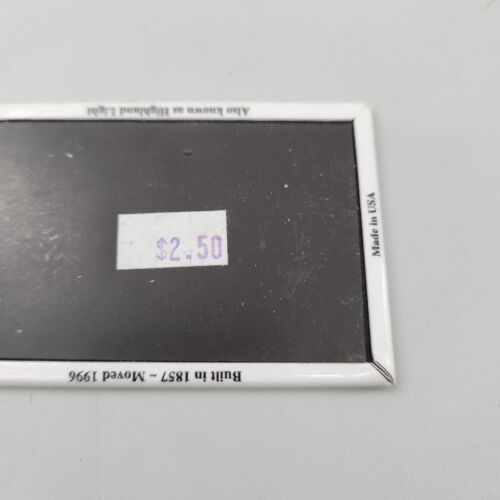 Also known as Highland Light
Made in USA
$2.50
Built in 1857 ~ Moved 1996